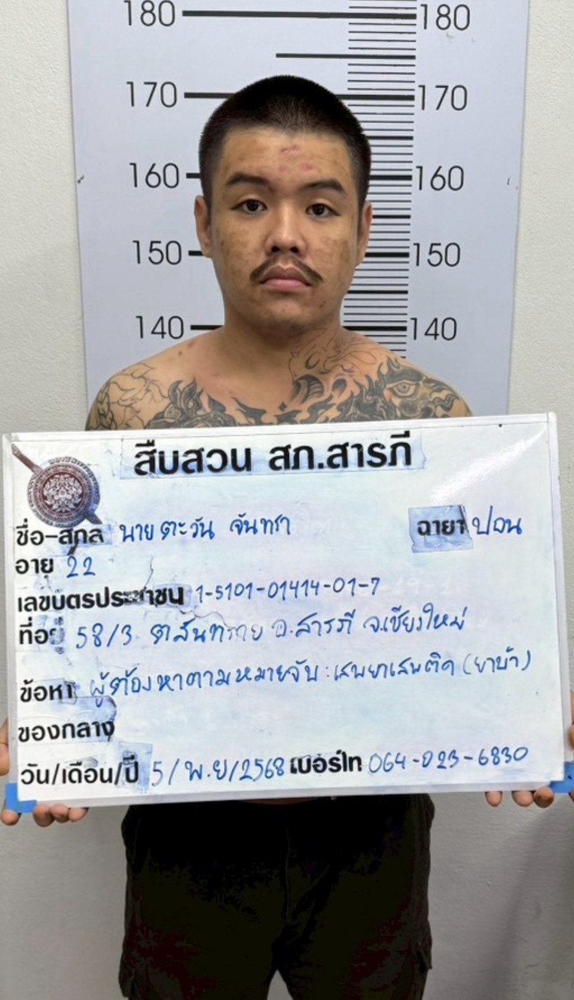 180 180
170 170
160 160
150 150
140 140
สืบสวน สภ.สารภี
ชื่อ-สกุล นาย ตะวัน จันทรา ฉายา ปอน
อายุ 22
เลขบัตรประชาชน 1-5101-01414-01-7
ที่อยู่ 58/3 ต.สันทราย อ.สารภี จ.เชียงใหม่
ข้อหา ผู้ต้องหาตามหมายจับ : เสพยาเสพติด (ยาบ้า)
ของกลาง
วัน/เดือน/ปี 5/พ.ย/2568 เบอร์โท 064-023-6830